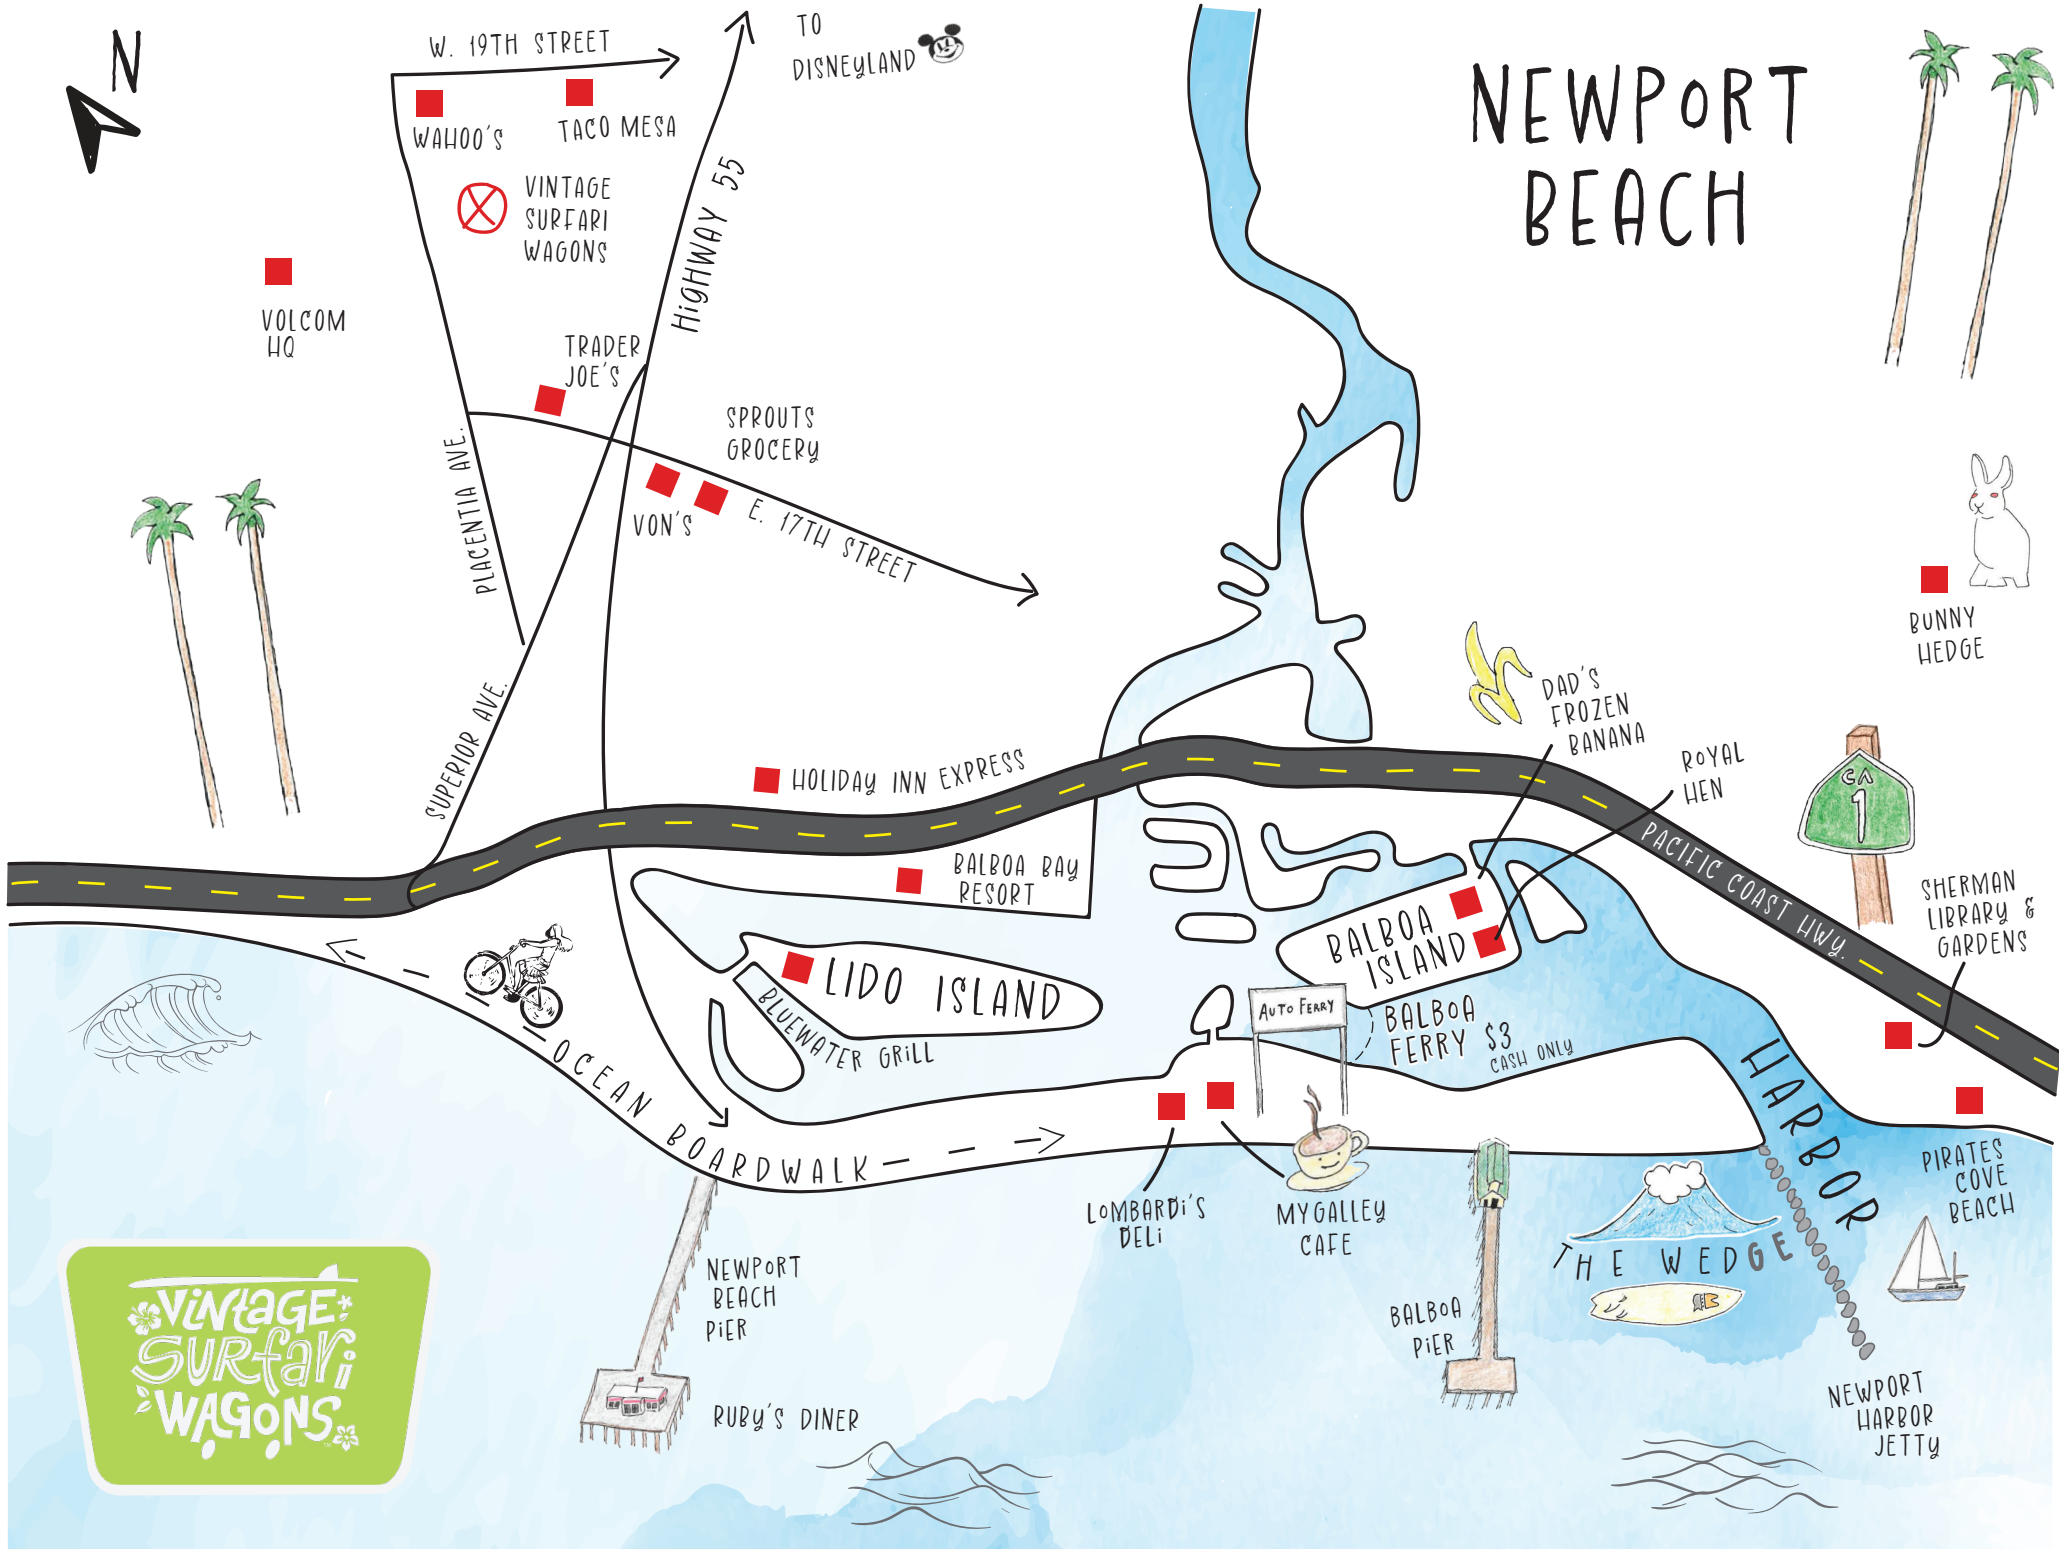 N
W. 19TH STREET
TO
DISNEYLAND
NEWPORT
BEACH
WAHOO'S
TACO MESA
VINTAGE
SURFARI
WAGONS
HIGHWAY 55
VOLCOM
HQ
TRADER
JOE'S
SPROUTS
GROCERY
VON'S
E. 17TH STREET
PLACENTIA AVE.
SUPERIOR AVE.
BUNNY
HEDGE
DAD'S
FROZEN
BANANA
ROYAL
HEN
HOLIDAY INN EXPRESS
CA
1
PACIFIC COAST HWY.
BALBOA BAY
RESORT
SHERMAN
LIBRARY &
GARDENS
BALBOA
ISLAND
LIDO ISLAND
BLUEWATER GRILL
AUTO FERRY
BALBOA
FERRY $3
CASH ONLY
OCEAN BOARDWALK
HARBOR
PIRATES
COVE
BEACH
LOMBARDI'S
DELI
MYGALLEY
CAFE
THE WEDGE
NEWPORT
BEACH
PIER
BALBOA
PIER
RUBY'S DINER
NEWPORT
HARBOR
JETTY
VINTAGE
SURFARI
WAGONS
TM